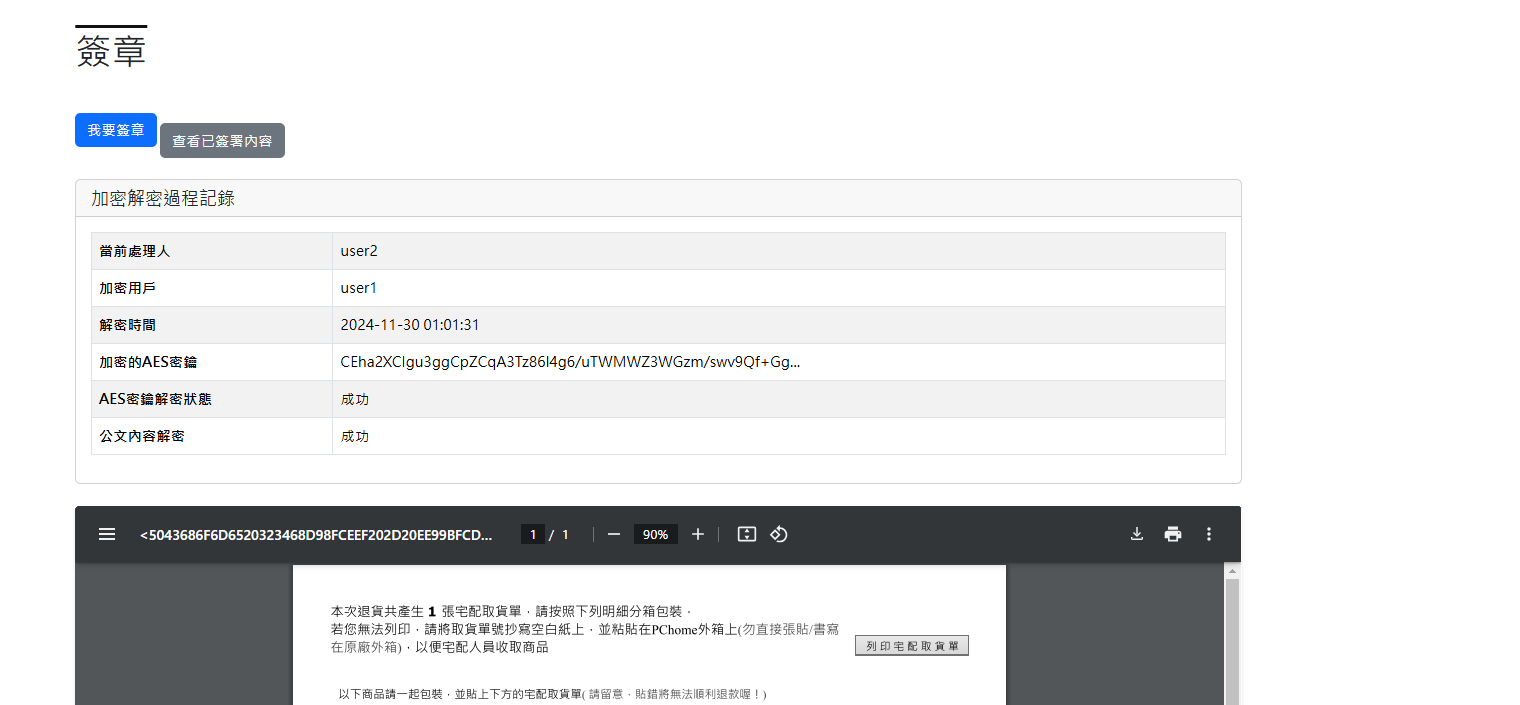 簽章
我要簽章
查看已簽署內容
加密解密過程記錄
當前處理人 user2
加密用戶 user1
解密時間 2024-11-30 01:01:31
加密的AES密鑰 CEha2XClgu3ggCpZCqA3Tz86l4g6/uTWMWZ3WGzm/swv9Qf+Gg...
AES密鑰解密狀態 成功
公文內容解密 成功
<5043686F6D6520323468D98FCEEF202D20EE99BFCD... 1 / 1 90%
本次退貨共產生 1 張宅配取貨單，請按照下列明細分箱包裝．
若您無法列印，請將取貨單號抄寫空白紙上，並粘貼在PChome外箱上(勿直接張貼/書寫
在原廠外箱)，以便宅配人員收取商品
列印宅配取貨單
以下商品請一起包裝，並貼上下方的宅配取貨單( 請留意，貼錯將無法順利退款喔！)